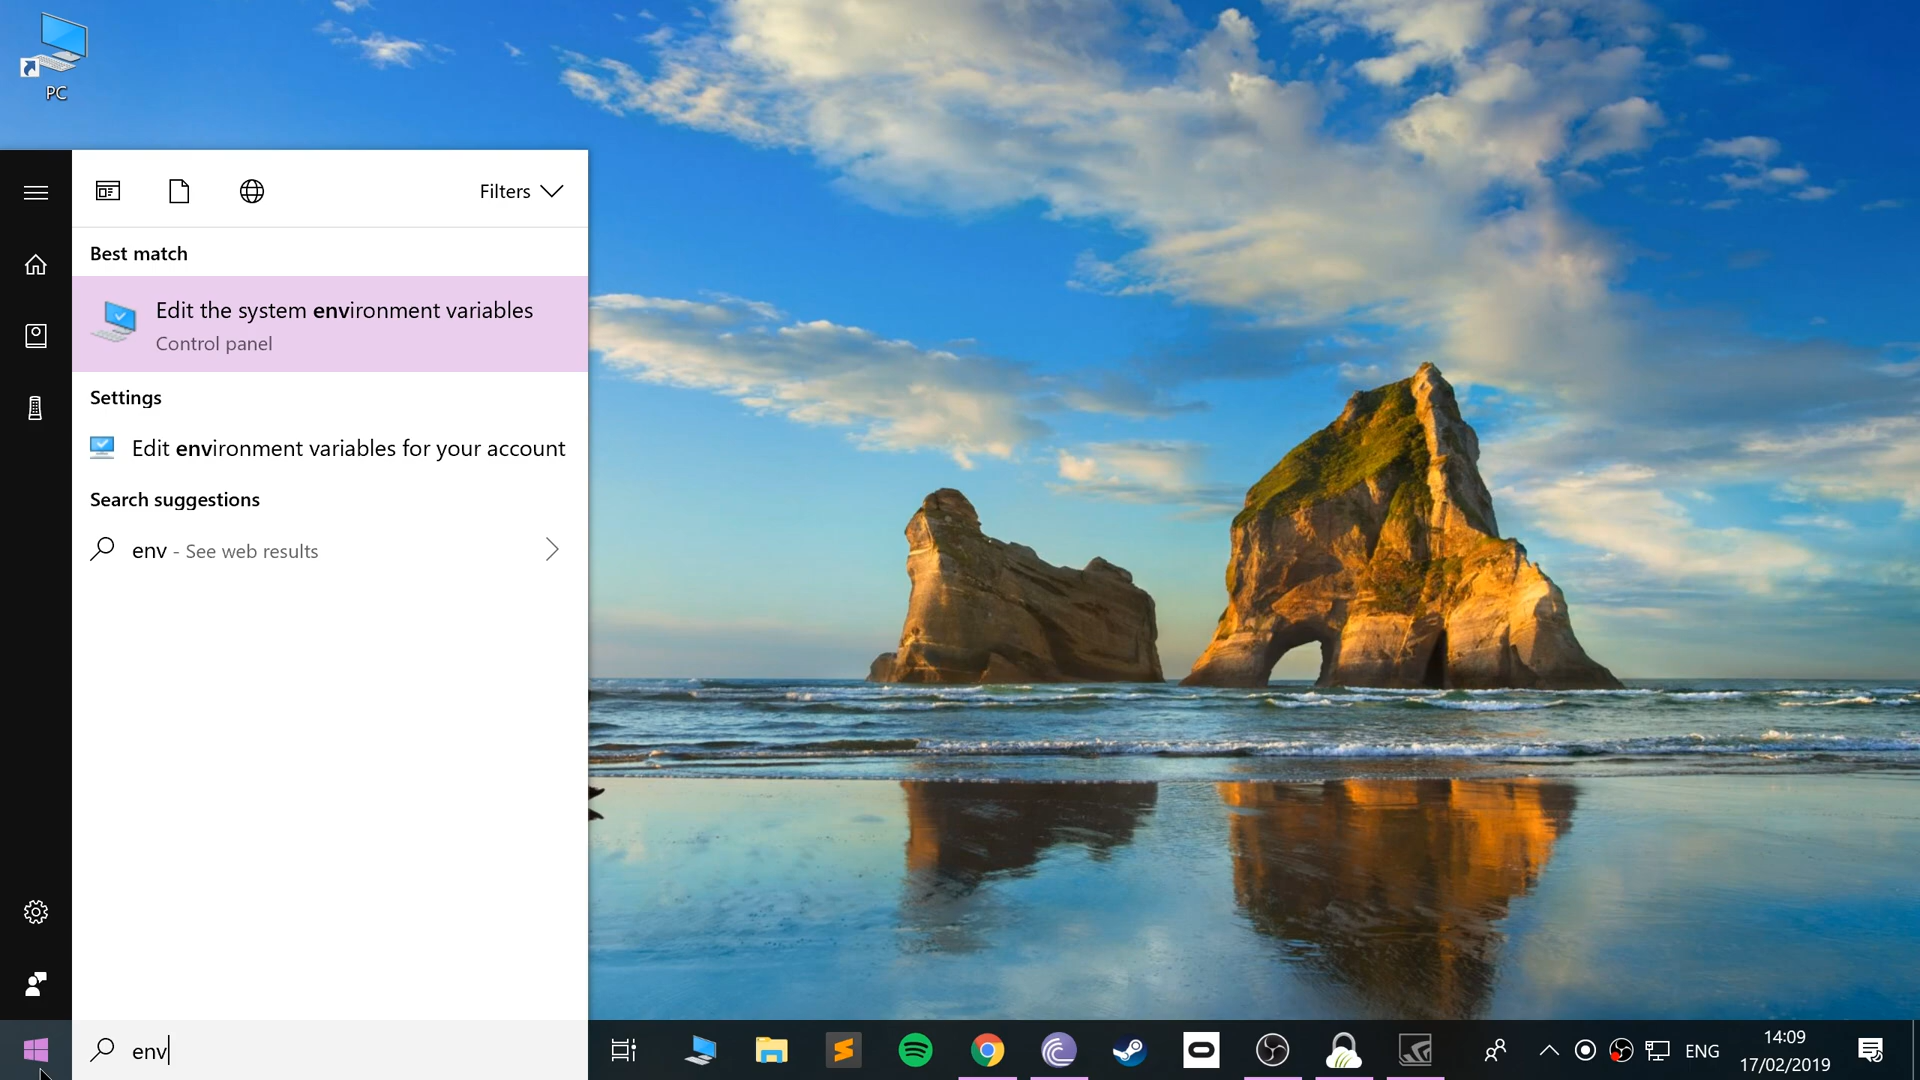 PC
Filters
Best match
Edit the system environment variables
Control panel
Settings
Edit environment variables for your account
Search suggestions
env - See web results
env
ENG
14:09
17/02/2019